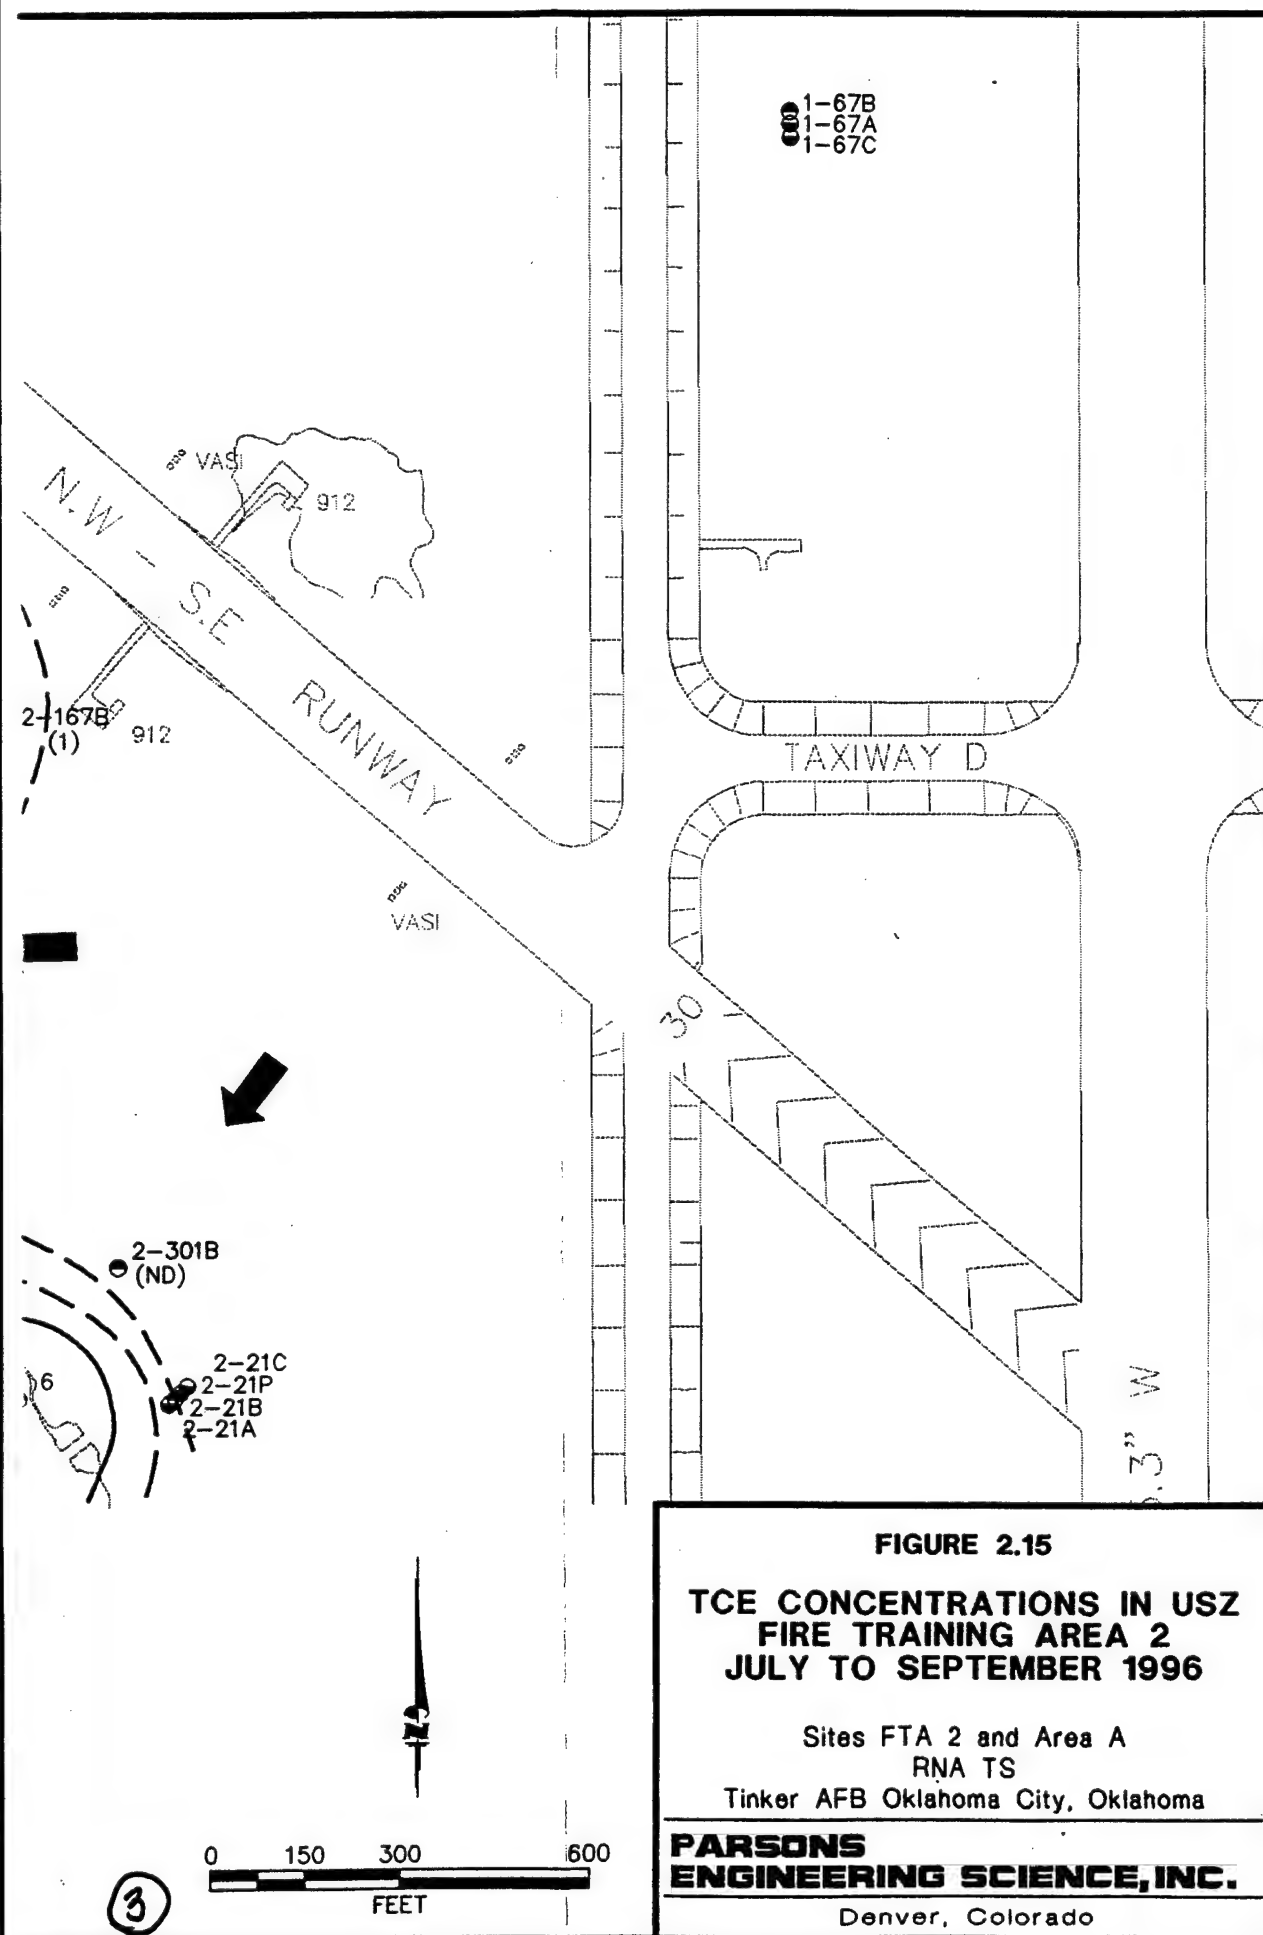 1-67B
1-67A
1-67C
VASI
912
N.W - S.E RUNWAY
2-167B
(1)
912
TAXIWAY D
VASI
30
2-301B
(ND)
2-21C
2-21P
2-21B
2-21A
6
.3" W
FIGURE 2.15
TCE CONCENTRATIONS IN USZ
FIRE TRAINING AREA 2
JULY TO SEPTEMBER 1996
Sites FTA 2 and Area A
RNA TS
Tinker AFB Oklahoma City, Oklahoma
PARSONS
ENGINEERING SCIENCE, INC.
Denver, Colorado
0 150 300 600
FEET
3